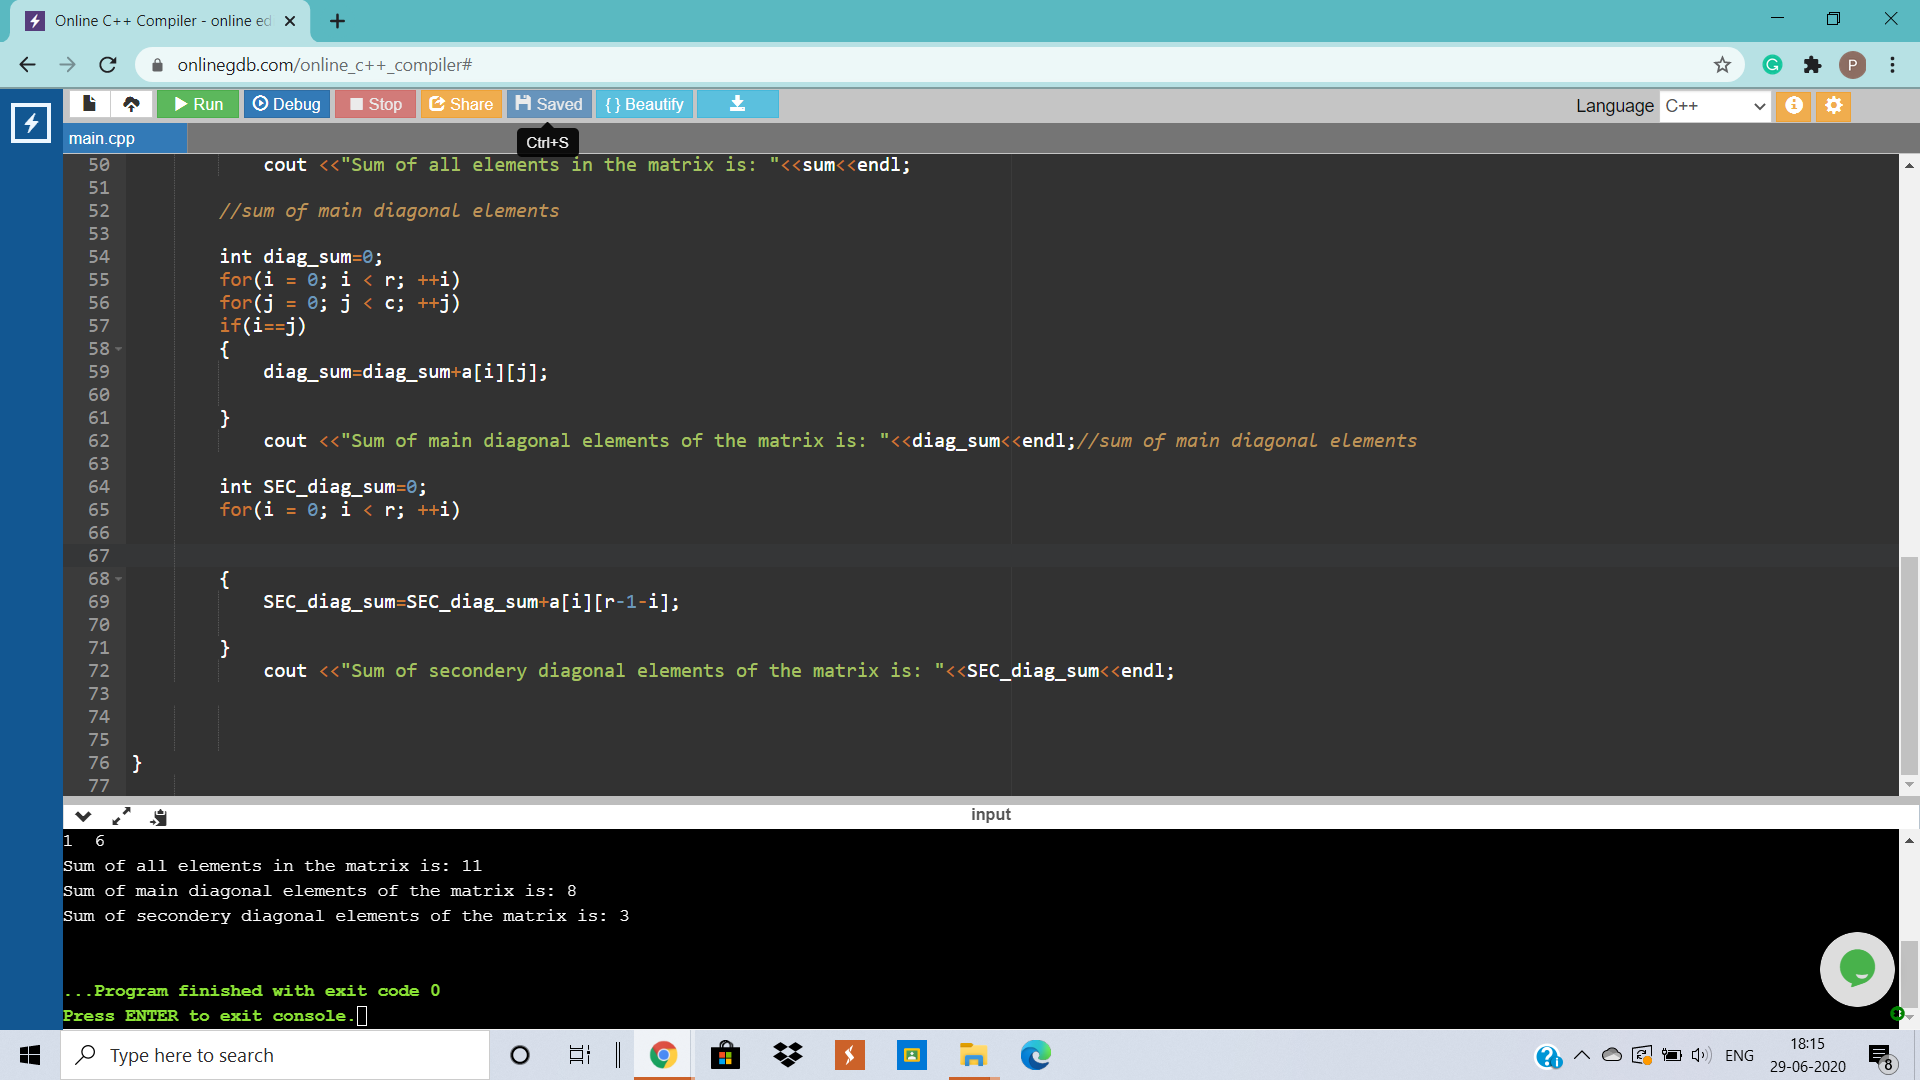 Online C++ Compiler - online ed
onlinegdb.com/online_c++_compiler#
P
Run Debug Stop Share Saved { } Beautify
Language C++
main.cpp
Ctrl+S
50 cout <<"Sum of all elements in the matrix is: "<<sum<<endl;
51
52 //sum of main diagonal elements
53
54 int diag_sum=0;
55 for(i = 0; i < r; ++i)
56 for(j = 0; j < c; ++j)
57 if(i==j)
58 {
59 diag_sum=diag_sum+a[i][j];
60
61 }
62 cout <<"Sum of main diagonal elements of the matrix is: "<<diag_sum<<endl;//sum of main diagonal elements
63
64 int SEC_diag_sum=0;
65 for(i = 0; i < r; ++i)
66
67
68 {
69 SEC_diag_sum=SEC_diag_sum+a[i][r-1-i];
70
71 }
72 cout <<"Sum of secondery diagonal elements of the matrix is: "<<SEC_diag_sum<<endl;
73
74
75
76 }
77
input
1 6
Sum of all elements in the matrix is: 11
Sum of main diagonal elements of the matrix is: 8
Sum of secondery diagonal elements of the matrix is: 3
...Program finished with exit code 0
Press ENTER to exit console.
Type here to search
ENG
18:15
29-06-2020
8